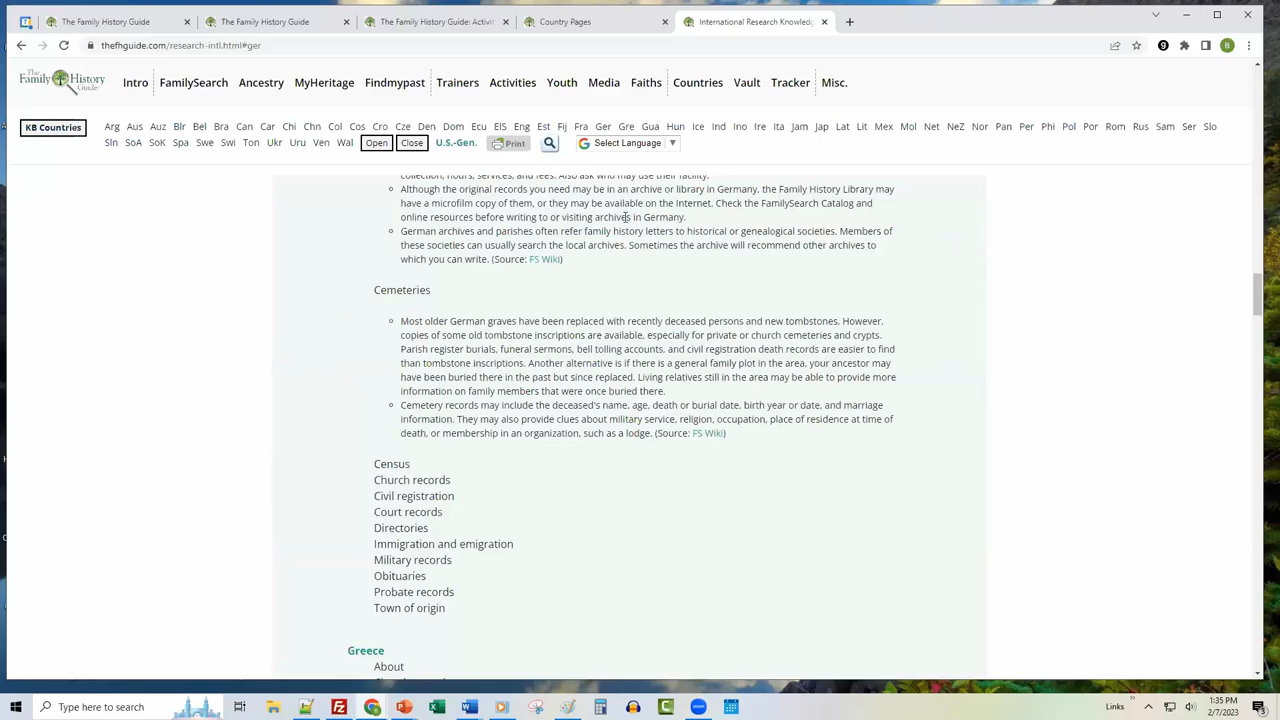 The Family History Guide
The Family History Guide
The Family History Guide: Activi
Country Pages
International Research Knowled
thefhguide.com/research-intl.html#ger
The
Family History
Guide
Intro
FamilySearch
Ancestry
MyHeritage
Findmypast
Trainers
Activities
Youth
Media
Faiths
Countries
Vault
Tracker
Misc.
KB Countries
Arg Aus Auz Blr Bel Bra Can Car Chi Chn Col Cos Cro Cze Den Dom Ecu ElS Eng Est Fra Ger Gre Gua Hun Ice Ind Ino Ire Ita Jam Jap Lat Lit Mex Mol Net NeZ Nor Pan Per Phi Pol Por Rom Rus Sam Ser Slo
Sln SoA SoK Spa Swe Swi Ton Ukr Uru Ven Wal Open Close U.S.-Gen. Print Select Language
collection, hours, services, and fees. Also ask who may use their facility.
Although the original records you need may be in an archive or library in Germany, the Family History Library may
have a microfilm copy of them, or they may be available on the Internet. Check the FamilySearch Catalog and
online resources before writing to or visiting archives in Germany.
German archives and parishes often refer family history letters to historical or genealogical societies. Members of
these societies can usually search the local archives. Sometimes the archive will recommend other archives to
which you can write. (Source: FS Wiki)
Cemeteries
Most older German graves have been replaced with recently deceased persons and new tombstones. However,
copies of some old tombstone inscriptions are available, especially for private or church cemeteries and crypts.
Parish register burials, funeral sermons, bell tolling accounts, and civil registration death records are easier to find
than tombstone inscriptions. Another alternative is if there is a general family plot in the area, your ancestor may
have been buried there in the past but since replaced. Living relatives still in the area may be able to provide more
information on family members that were once buried there.
Cemetery records may include the deceased's name, age, death or burial date, birth year or date, and marriage
information. They may also provide clues about military service, religion, occupation, place of residence at time of
death, or membership in an organization, such as a lodge. (Source: FS Wiki)
Census
Church records
Civil registration
Court records
Directories
Immigration and emigration
Military records
Obituaries
Probate records
Town of origin
Greece
About
Type here to search
Links
1:35 PM
2/7/2023